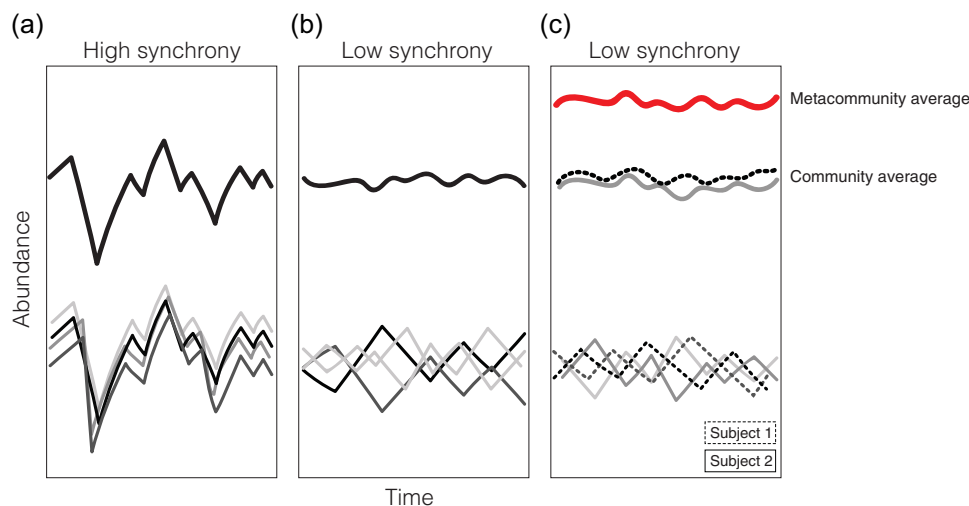 (a)
High synchrony
(b)
Low synchrony
(c)
Low synchrony
Metacommunity average
Community average
Abundance
Subject 1
Subject 2
Time